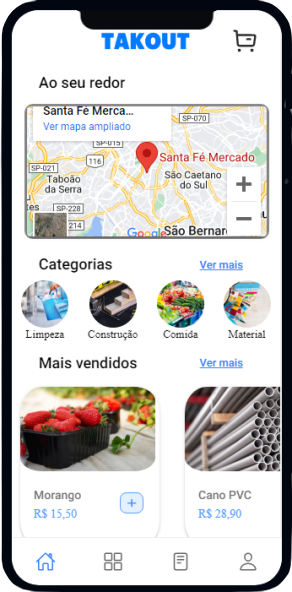 TAKOUT
Ao seu redor
Santa Fé Merca...
Ver mapa ampliado
SP-070
SP-015
116
Santa Fé Mercado
SP-021
Taboão
da Serra
São Caetano
do Sul
+
SP-228
214
−
Google
São Bernar
Categorias
Ver mais
Limpeza
Construção
Comida
Material
Mais vendidos
Ver mais
Morango
R$ 15,50
+
Cano PVC
R$ 28,90